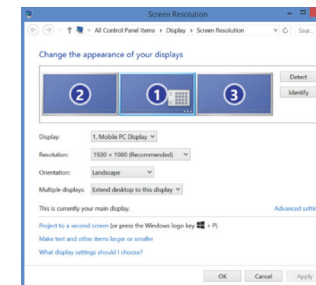 Screen Resolution
All Control Panel Items ▸ Display ▸ Screen Resolution
Sear...
Change the appearance of your displays
2 1 3
Detect
Identify
Display: 1. Mobile PC Display
Resolution: 1920 × 1080 (Recommended)
Orientation: Landscape
Multiple displays: Extend desktop to this display
This is currently your main display.
Advanced settin
Project to a second screen (or press the Windows logo key + P)
Make text and other items larger or smaller
What display settings should I choose?
OK Cancel Apply